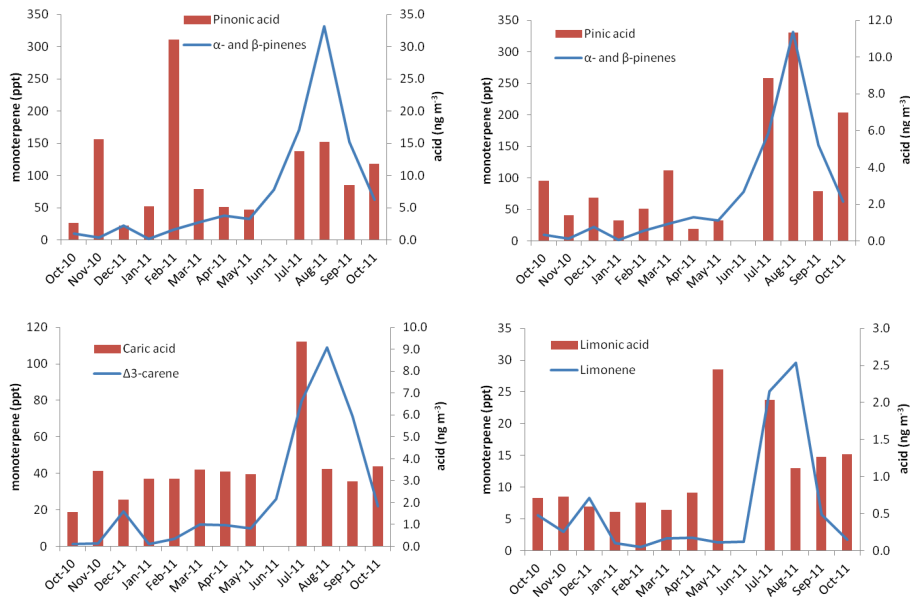 Pinonic acid
α- and β-pinenes
monoterpene (ppt)
350
300
250
200
150
100
50
0
35.0
30.0
25.0
20.0
15.0
10.0
5.0
0.0
acid (ng m⁻³)
Oct-10
Nov-10
Dec-11
Jan-11
Feb-11
Mar-11
Apr-11
May-11
Jun-11
Jul-11
Aug-11
Sep-11
Oct-11
Pinic acid
α- and β-pinenes
monoterpene (ppt)
350
300
250
200
150
100
50
0
12.0
10.0
8.0
6.0
4.0
2.0
0.0
acid (ng m⁻³)
Oct-10
Nov-10
Dec-11
Jan-11
Feb-11
Mar-11
Apr-11
May-11
Jun-11
Jul-11
Aug-11
Sep-11
Oct-11
Caric acid
Δ3-carene
monoterpene (ppt)
120
100
80
60
40
20
0
10.0
9.0
8.0
7.0
6.0
5.0
4.0
3.0
2.0
1.0
0.0
acid (ng m⁻³)
Oct-10
Nov-10
Dec-11
Jan-11
Feb-11
Mar-11
Apr-11
May-11
Jun-11
Jul-11
Aug-11
Sep-11
Oct-11
Limonic acid
Limonene
monoterpene (ppt)
35
30
25
20
15
10
5
0
3.0
2.5
2.0
1.5
1.0
0.5
0.0
acid (ng m⁻³)
Oct-10
Nov-10
Dec-11
Jan-11
Feb-11
Mar-11
Apr-11
May-11
Jun-11
Jul-11
Aug-11
Sep-11
Oct-11